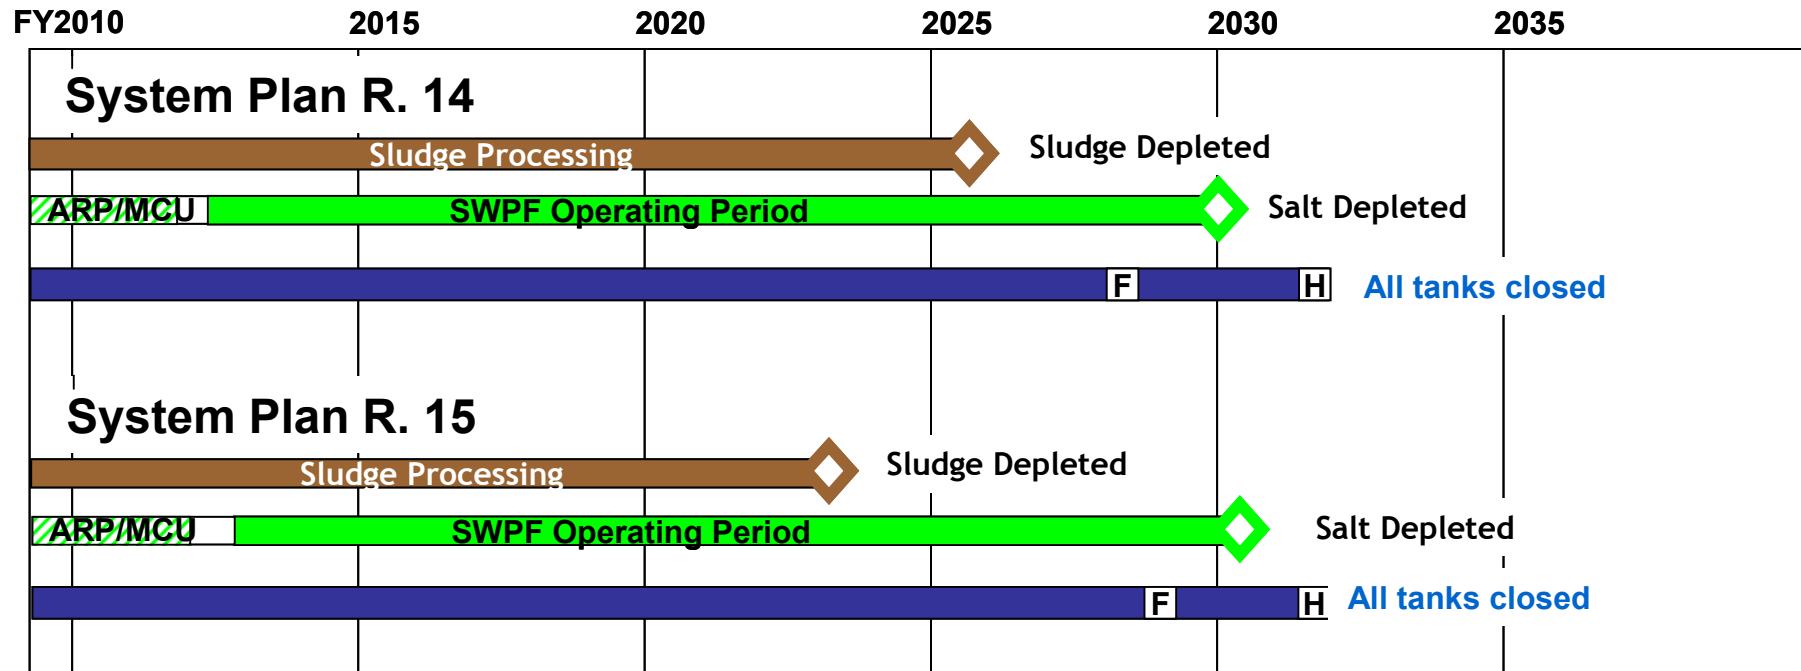 FY2010 2015 2020 2025 2030 2035
System Plan R. 14
Sludge Processing
Sludge Depleted
ARP/MCU
SWPF Operating Period
Salt Depleted
F
H
All tanks closed
System Plan R. 15
Sludge Processing
Sludge Depleted
ARP/MCU
SWPF Operating Period
Salt Depleted
F
H
All tanks closed